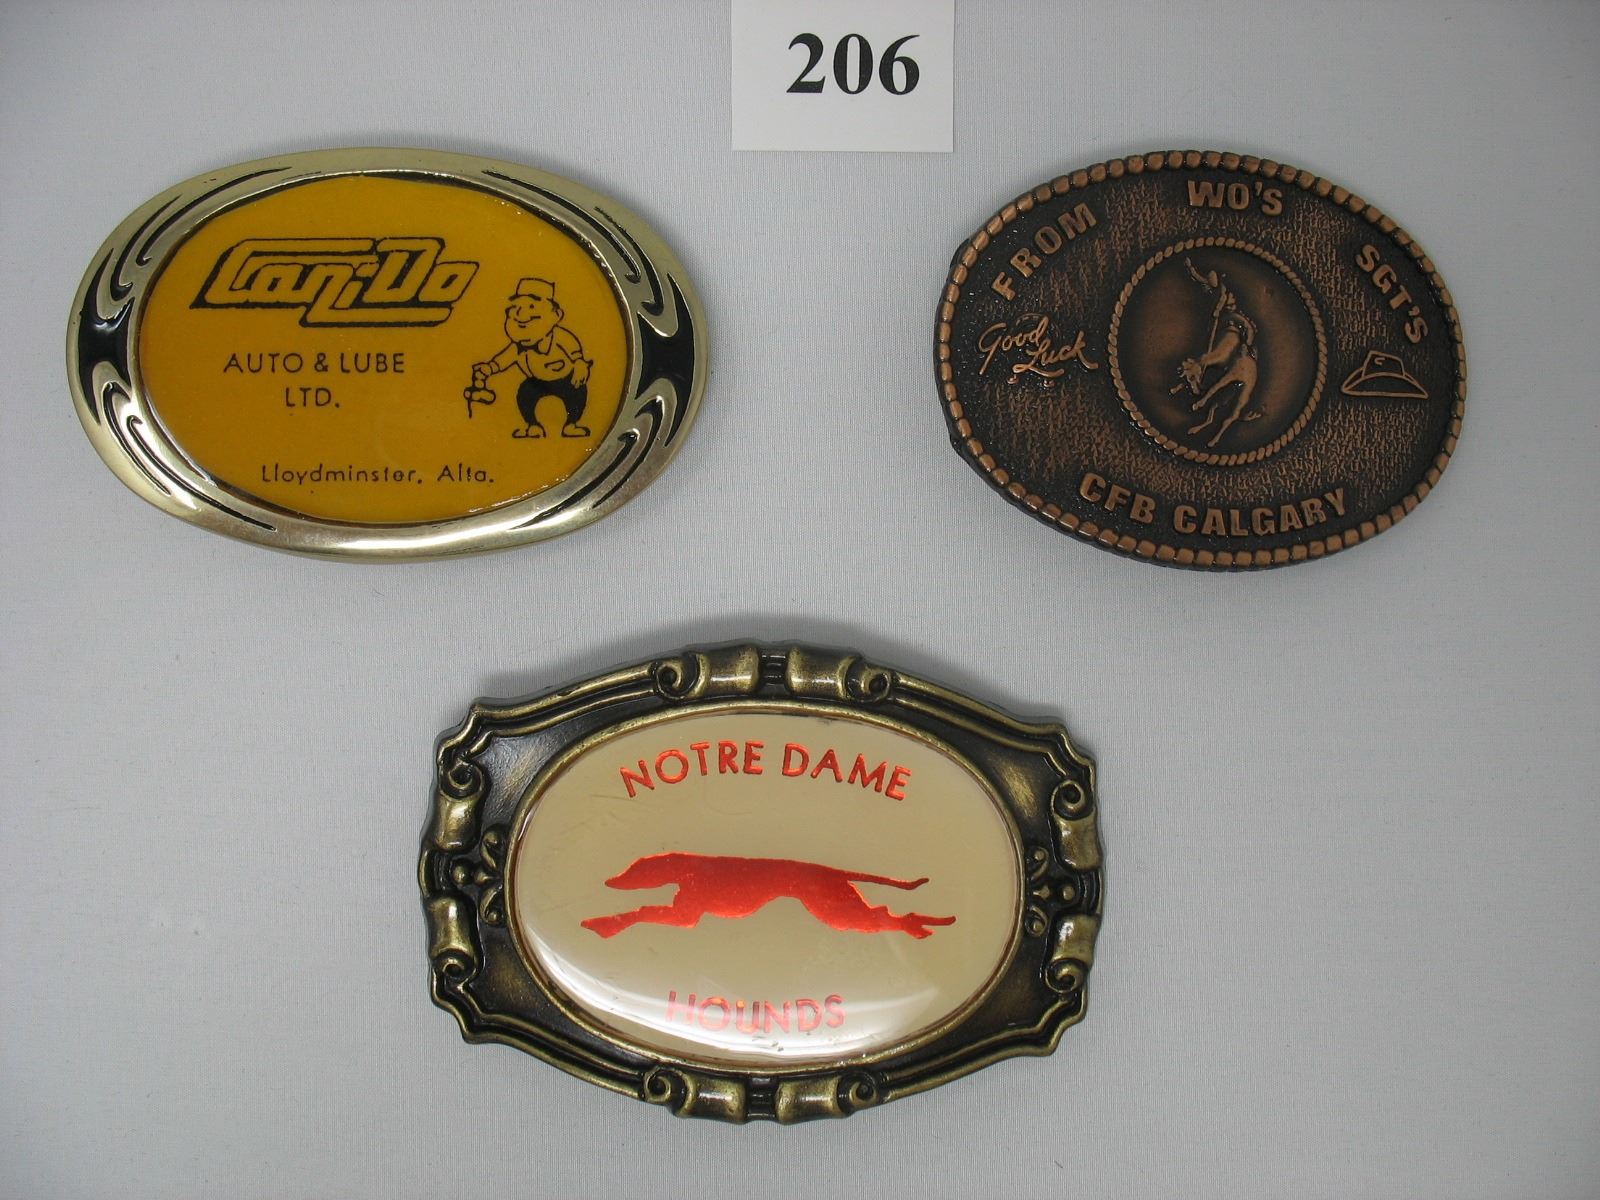 206
Can-Do
AUTO & LUBE
LTD.
Lloydminster, Alta.
FROM WO'S SGT'S
Good
Luck
CFB CALGARY
NOTRE DAME
HOUNDS